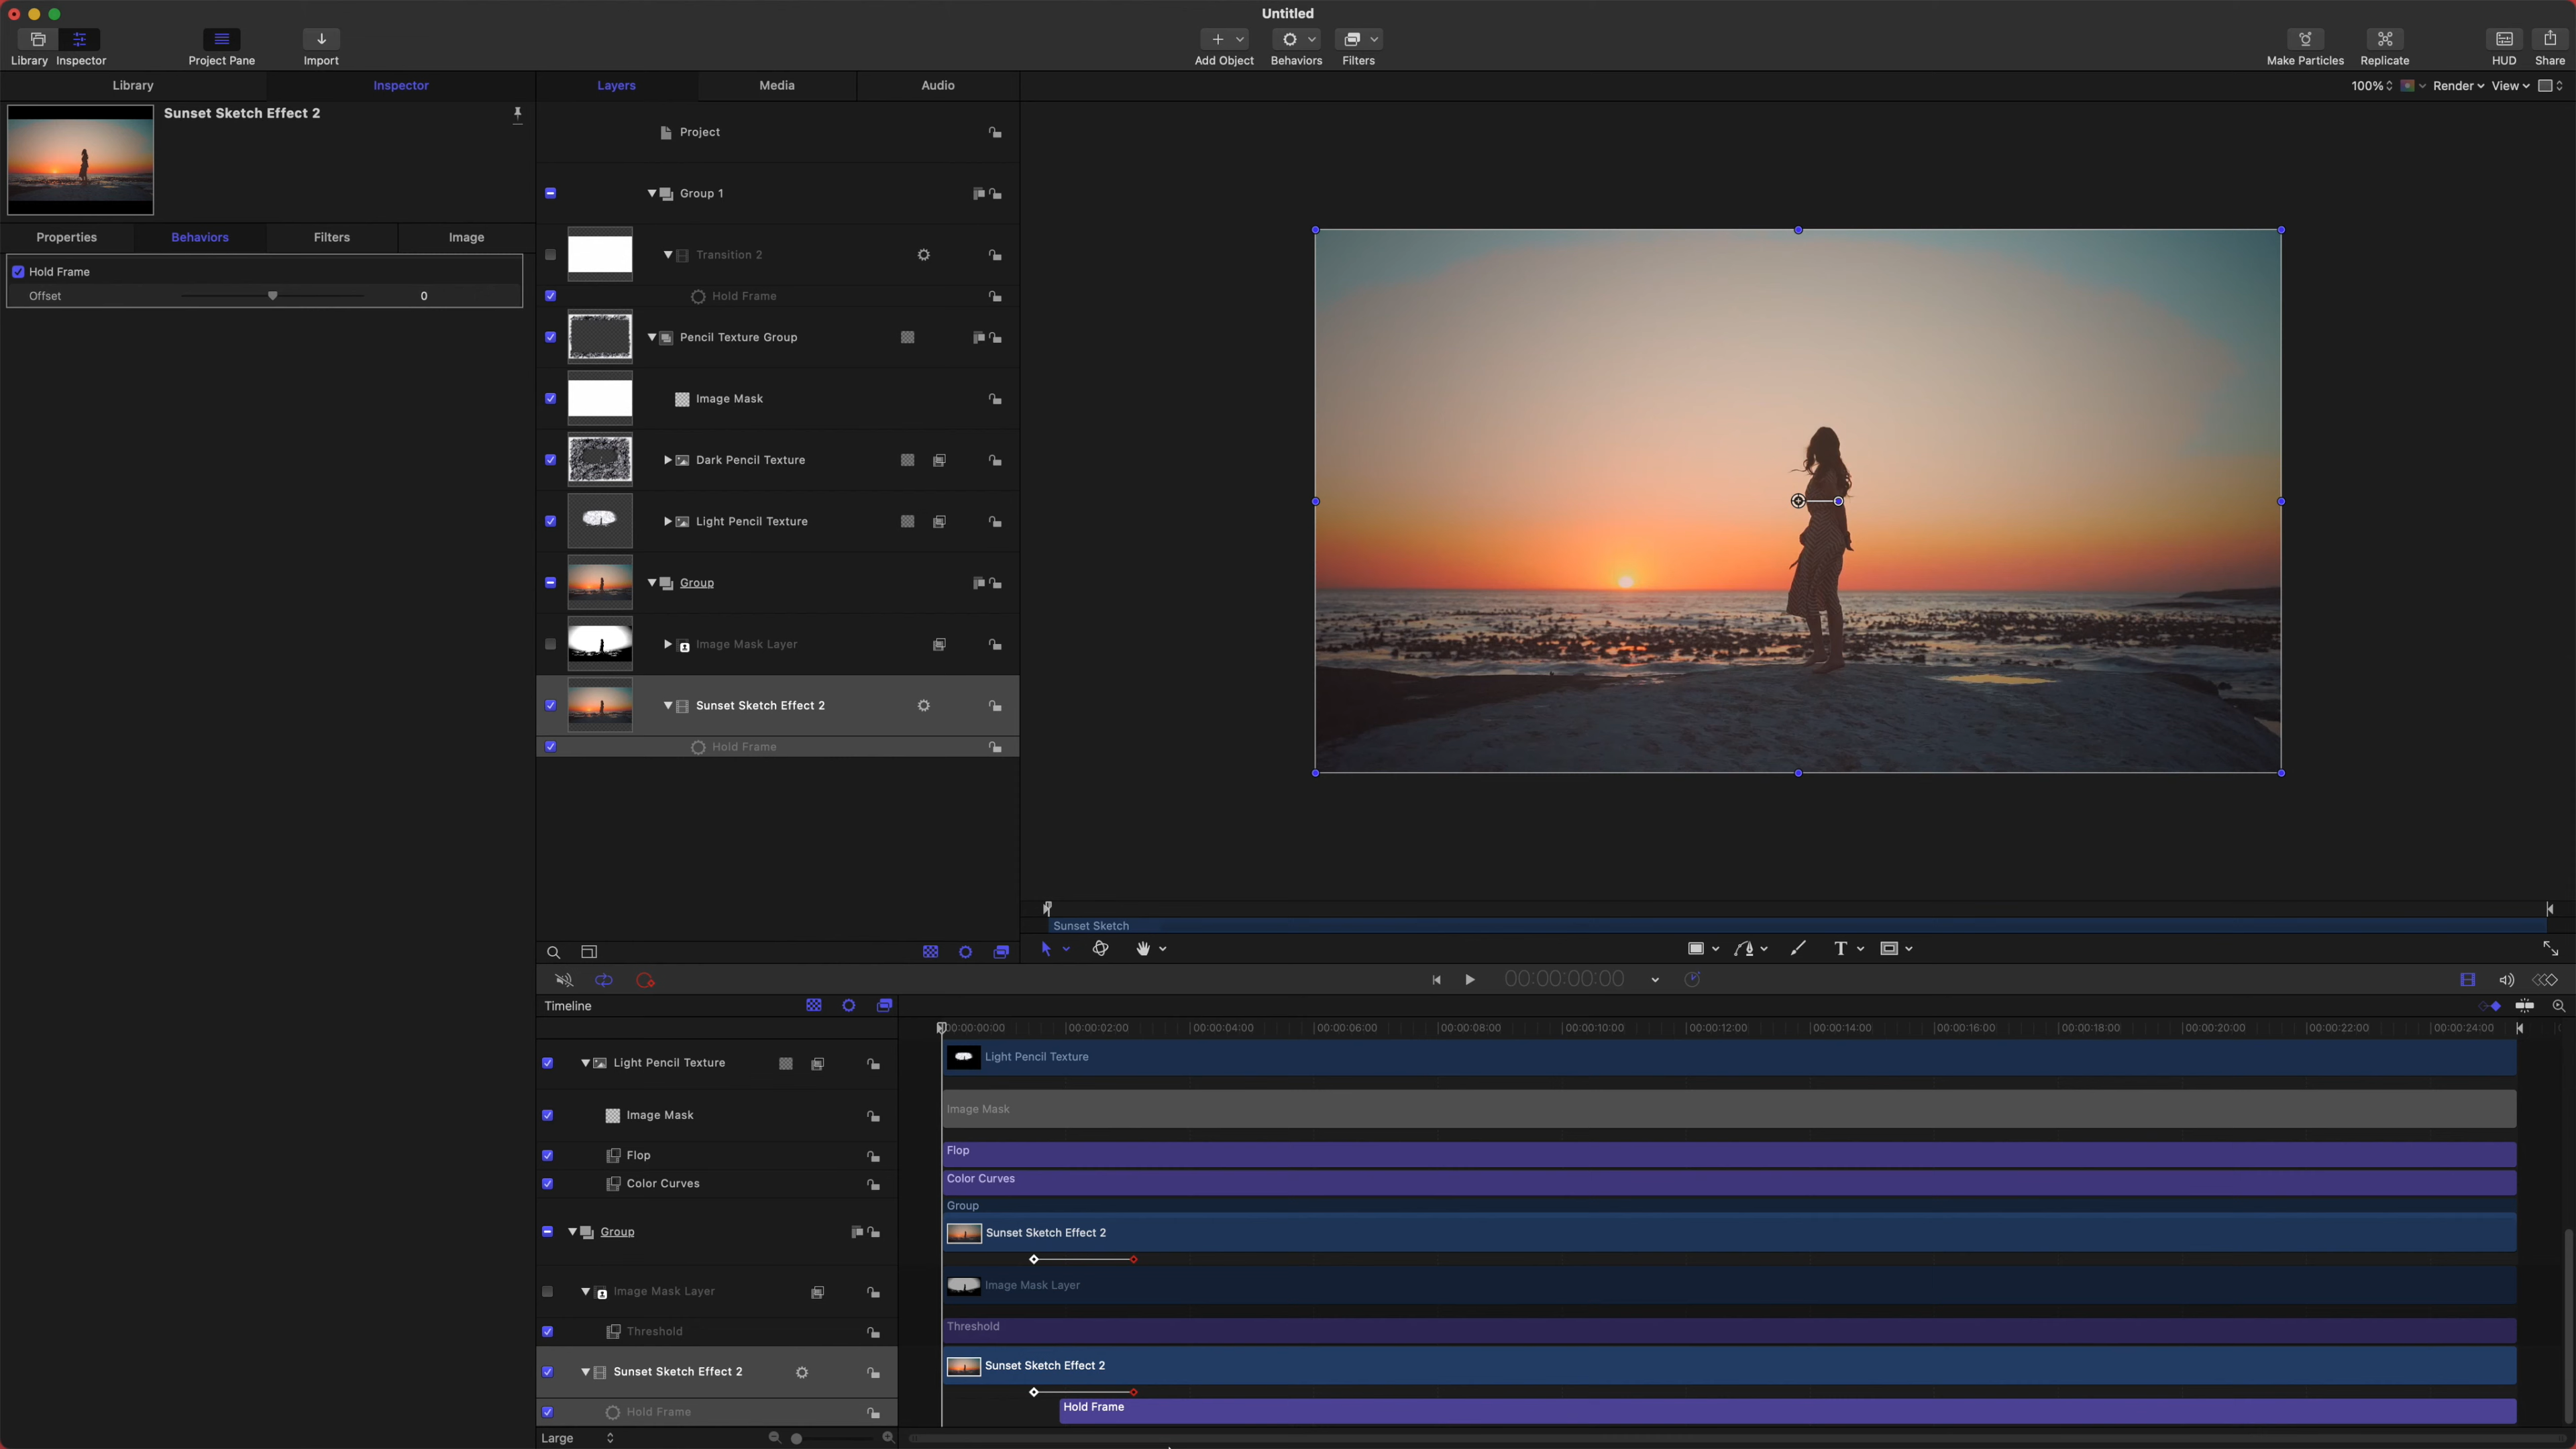 Untitled
Library
Inspector
Project Pane
Import
Add Object
Behaviors
Filters
Make Particles
Replicate
HUD
Share
Library
Inspector
Layers
Media
Audio
100%
Render
View
Sunset Sketch Effect 2
Properties
Behaviors
Filters
Image
Hold Frame
Offset
0
Project
Group 1
Transition 2
Hold Frame
Pencil Texture Group
Image Mask
Dark Pencil Texture
Light Pencil Texture
Group
Image Mask Layer
Sunset Sketch Effect 2
Hold Frame
Sunset Sketch
T
00:00:00:00
Timeline
00:00:00:00
00:00:02:00
00:00:04:00
00:00:06:00
00:00:08:00
00:00:10:00
00:00:12:00
00:00:14:00
00:00:16:00
00:00:18:00
00:00:20:00
00:00:22:00
00:00:24:00
Light Pencil Texture
Light Pencil Texture
Image Mask
Image Mask
Flop
Flop
Color Curves
Color Curves
Group
Group
Sunset Sketch Effect 2
Image Mask Layer
Image Mask Layer
Threshold
Threshold
Sunset Sketch Effect 2
Sunset Sketch Effect 2
Hold Frame
Hold Frame
Large